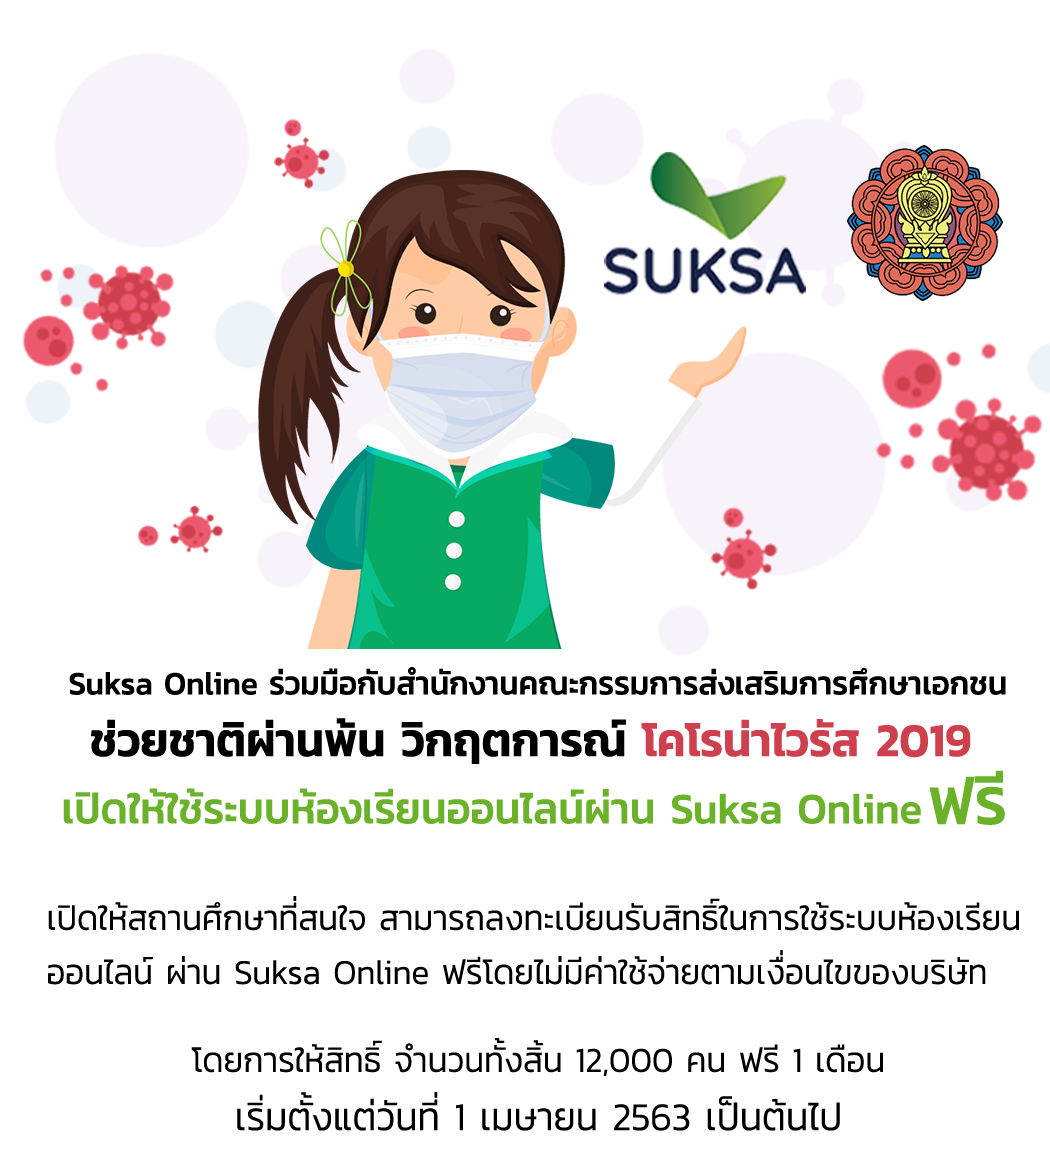 SUKSA
Suksa Online ร่วมมือกับสำนักงานคณะกรรมการส่งเสริมการศึกษาเอกชน
ช่วยชาติผ่านพ้น วิกฤตการณ์ โคโรน่าไวรัส 2019
เปิดให้ใช้ระบบห้องเรียนออนไลน์ผ่าน Suksa Online ฟรี
เปิดให้สถานศึกษาที่สนใจ สามารถลงทะเบียนรับสิทธิ์ในการใช้ระบบห้องเรียน
ออนไลน์ ผ่าน Suksa Online ฟรีโดยไม่มีค่าใช้จ่ายตามเงื่อนไขของบริษัท
โดยการให้สิทธิ์ จำนวนทั้งสิ้น 12,000 คน ฟรี 1 เดือน
เริ่มตั้งแต่วันที่ 1 เมษายน 2563 เป็นต้นไป